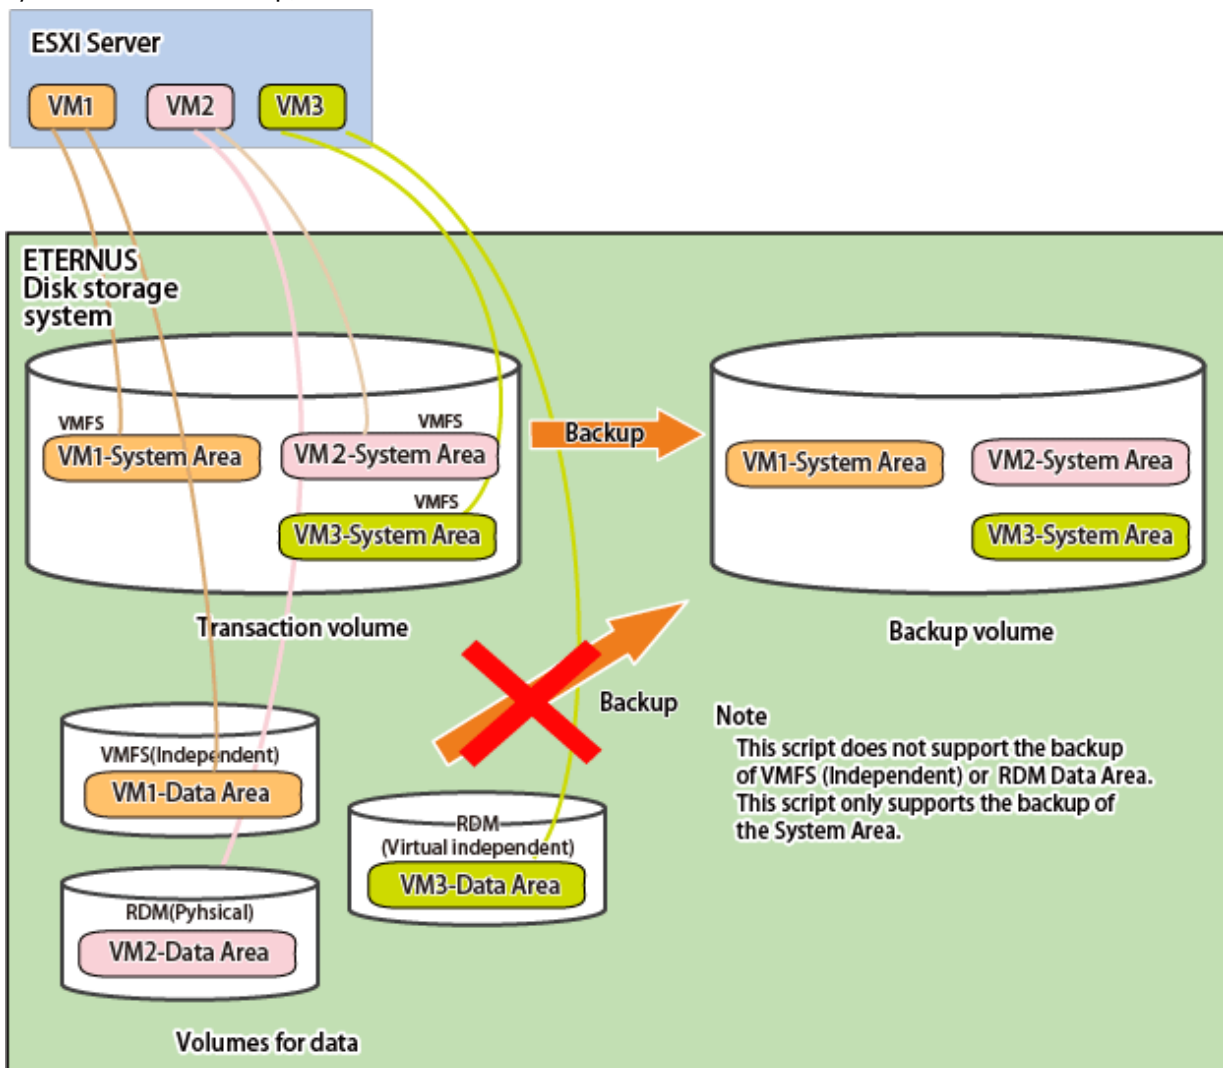 ESXI Server
VM1
VM2
VM3
ETERNUS
Disk storage
system
VMFS
VM1-System Area
VMFS
VM2-System Area
VMFS
VM3-System Area
Backup
VM1-System Area
VM2-System Area
VM3-System Area
Transaction volume
Backup volume
Backup
VMFS(Independent)
VM1-Data Area
RDM
(Virtual independent)
VM3-Data Area
RDM(Pyhsical)
VM2-Data Area
Note
This script does not support the backup
of VMFS (Independent) or RDM Data Area.
This script only supports the backup of
the System Area.
Volumes for data